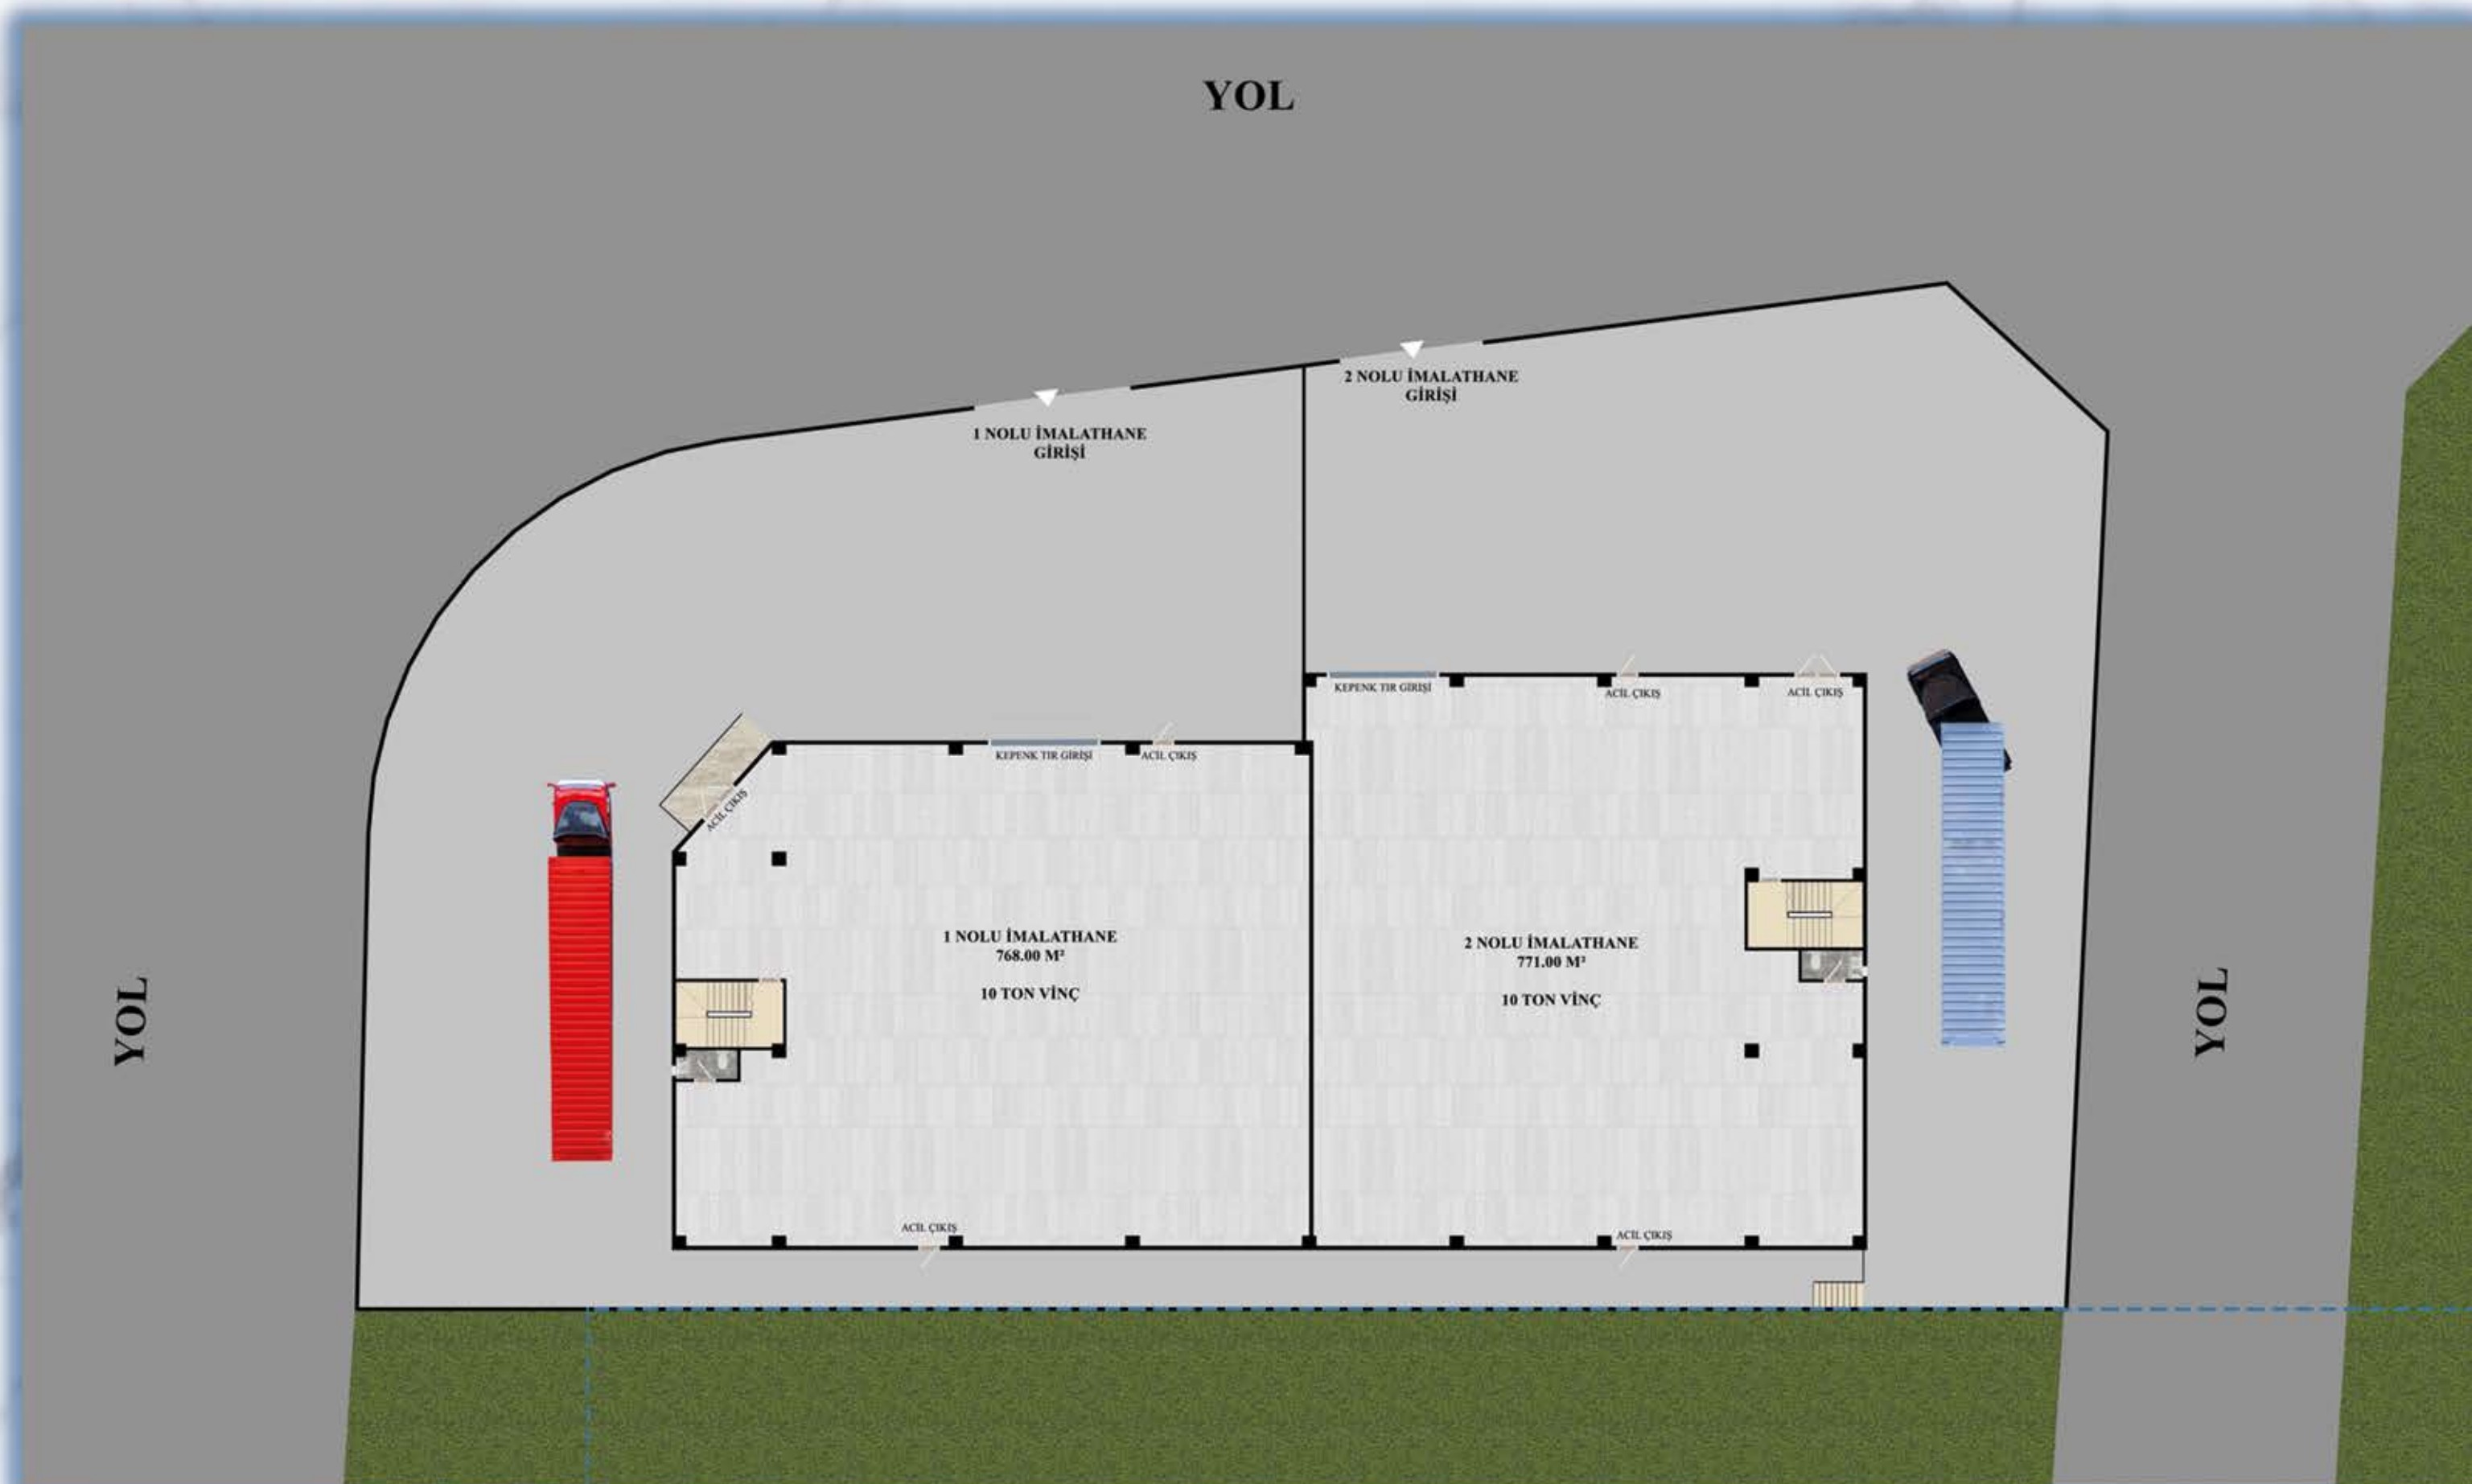 YOL
2 NOLU İMALATHANE
GİRİŞİ
1 NOLU İMALATHANE
GİRİŞİ
KEPENK TIR GİRİŞİ
ACİL ÇIKIŞ
ACİL ÇIKIŞ
KEPENK TIR GİRİŞİ
ACİL ÇIKIŞ
ACİL ÇIKIŞ
1 NOLU İMALATHANE
768.00 M²
10 TON VİNÇ
2 NOLU İMALATHANE
771.00 M²
10 TON VİNÇ
YOL
YOL
ACİL ÇIKIŞ
ACİL ÇIKIŞ